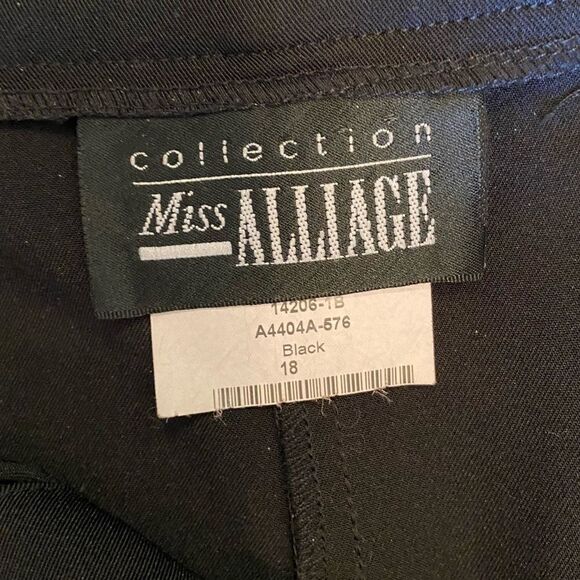 collection
Miss ALLIAGE
14206-1B
A4404A-576
Black
18